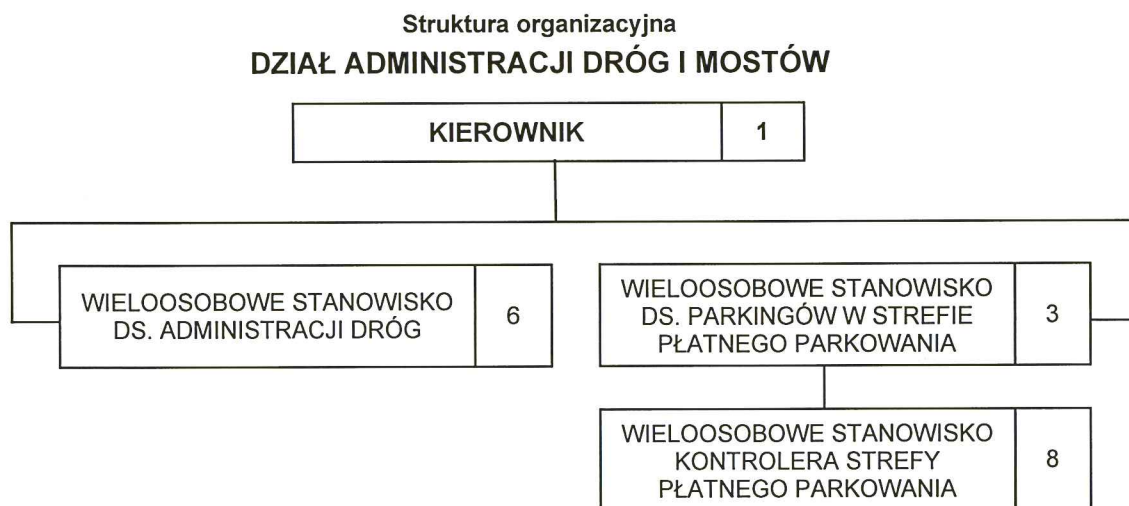 Struktura organizacyjna
DZIAŁ ADMINISTRACJI DRÓG I MOSTÓW
KIEROWNIK 1
WIELOOSOBOWE STANOWISKO
DS. ADMINISTRACJI DRÓG
6
WIELOOSOBOWE STANOWISKO
DS. PARKINGÓW W STREFIE
PŁATNEGO PARKOWANIA
3
WIELOOSOBOWE STANOWISKO
KONTROLERA STREFY
PŁATNEGO PARKOWANIA
8